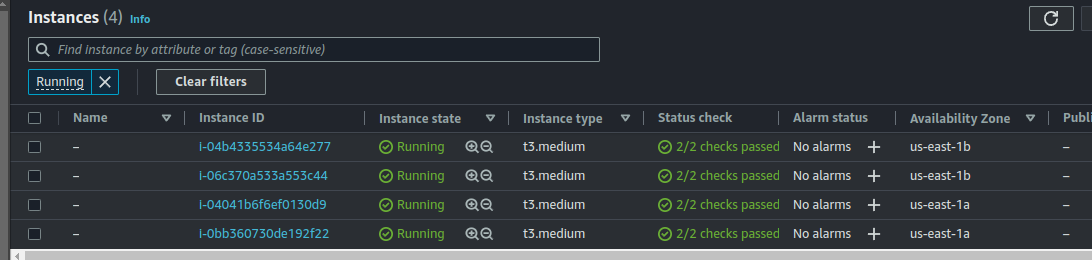 Instances (4) Info
Find instance by attribute or tag (case-sensitive)
Running
Clear filters
Name Instance ID Instance state Instance type Status check Alarm status Availability Zone Publi
– i-04b4335534a64e277 Running t3.medium 2/2 checks passed No alarms + us-east-1b –
– i-06c370a533a553c44 Running t3.medium 2/2 checks passed No alarms + us-east-1b –
– i-04041b6f6ef0130d9 Running t3.medium 2/2 checks passed No alarms + us-east-1a –
– i-0bb360730de192f22 Running t3.medium 2/2 checks passed No alarms + us-east-1a –